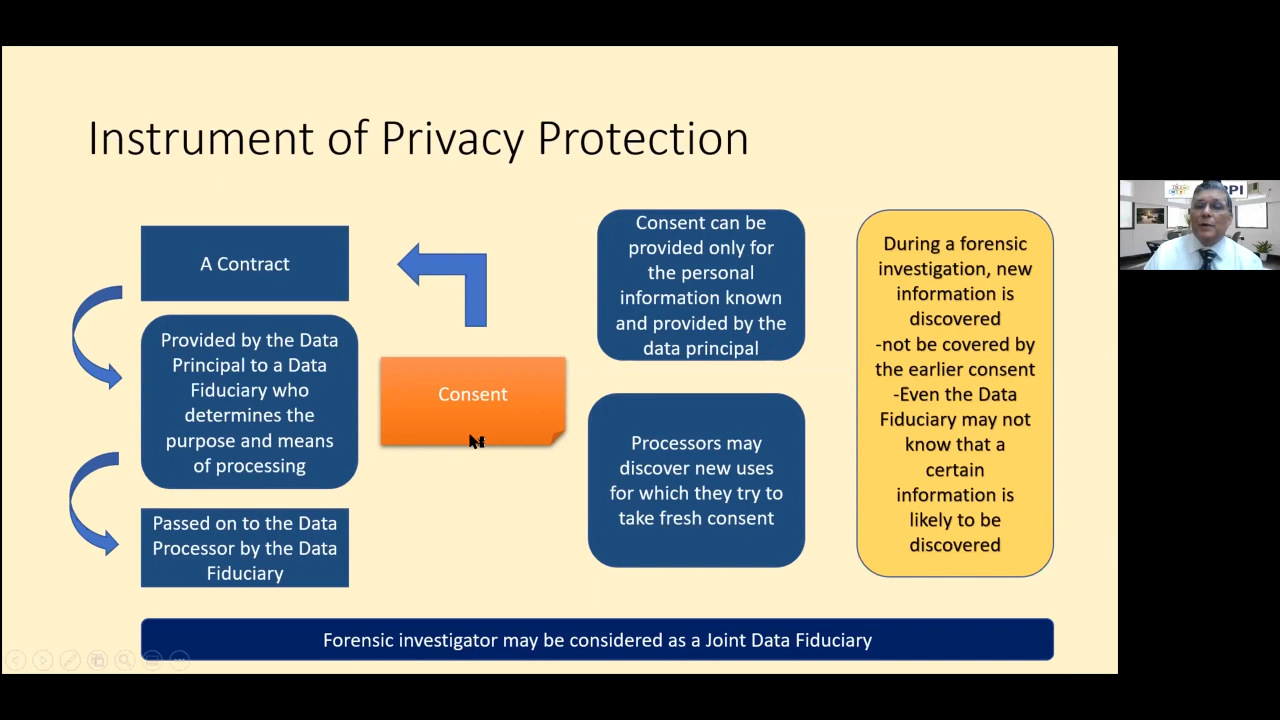 Instrument of Privacy Protection
A Contract
Provided by the Data
Principal to a Data
Fiduciary who
determines the
purpose and means
of processing
Passed on to the Data
Processor by the Data
Fiduciary
Consent
Consent can be
provided only for
the personal
information known
and provided by the
data principal
Processors may
discover new uses
for which they try to
take fresh consent
During a forensic
investigation, new
information is
discovered
-not be covered by
the earlier consent
-Even the Data
Fiduciary may not
know that a
certain
information is
likely to be
discovered
Forensic investigator may be considered as a Joint Data Fiduciary